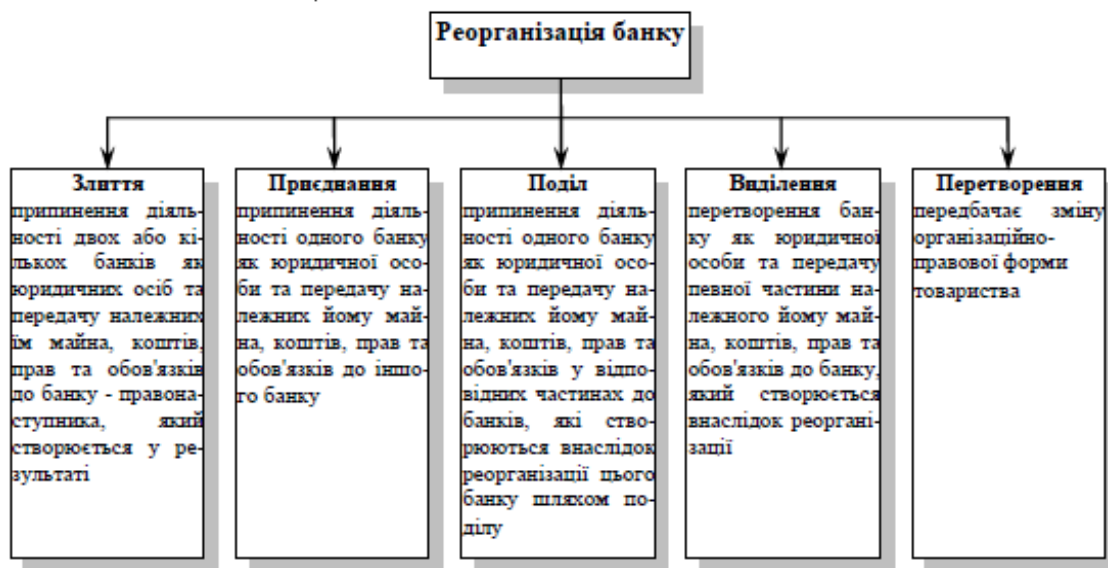 Реорганізація банку
Злиття
припинення діяль-
ності двох або кі-
лькох банків як
юридичних осіб та
передачу належних
їм майна, коштів,
прав та обов'язків
до банку - правона-
ступника, який
створюється у ре-
зультаті
Приєднання
припинення діяль-
ності одного банку
як юридичної осо-
би та передачу на-
лежних йому май-
на, коштів, прав та
обов'язків до іншо-
го банку
Поділ
припинення діяль-
ності одного банку
як юридичної осо-
би та передачу на-
лежних йому май-
на, коштів, прав та
обов'язків у відпо-
відних частинах до
банків, які ство-
рюються внаслідок
реорганізації цього
банку шляхом по-
ділу
Виділення
перетворення бан-
ку як юридичної
особи та передачу
певної частини на-
лежного йому май-
на, коштів, прав та
обов'язків до банку,
який створюється
внаслідок реоргані-
зації
Перетворення
передбачає зміну
організаційно-
правової форми
товариства